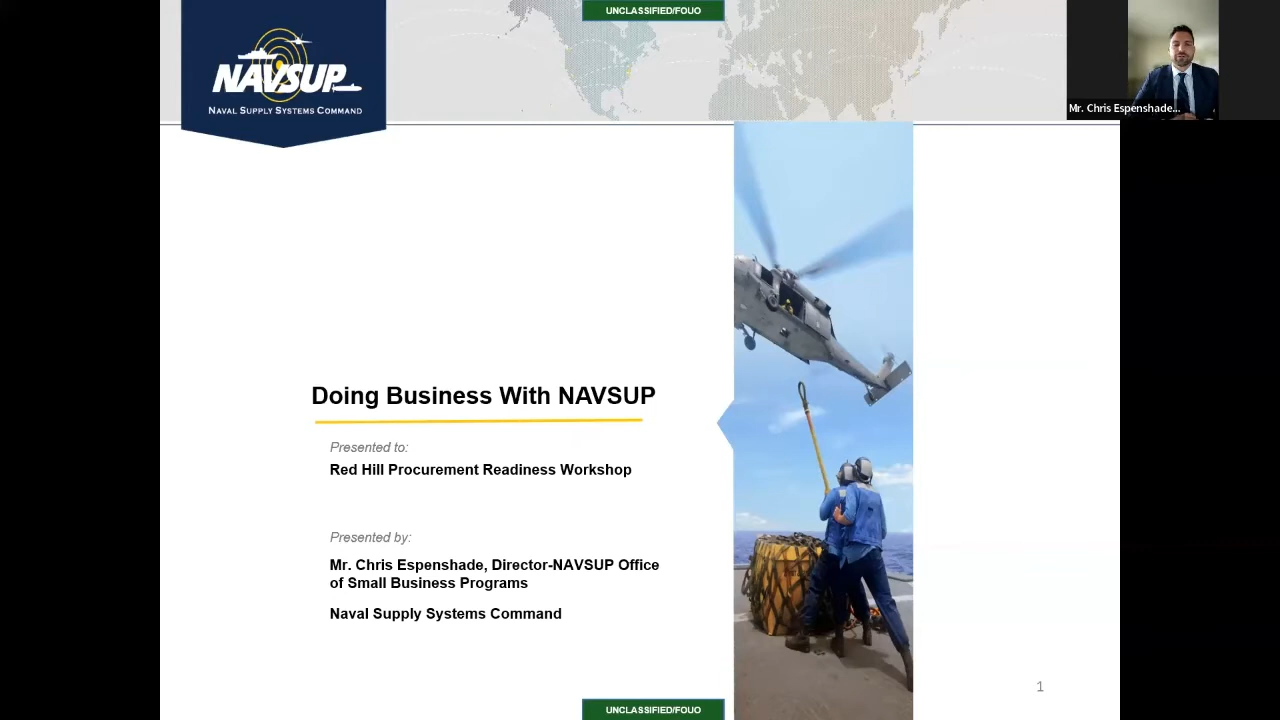 UNCLASSIFIED/FOUO
NAVSUP
NAVAL SUPPLY SYSTEMS COMMAND
Mr. Chris Espenshade...
Doing Business With NAVSUP
Presented to:
Red Hill Procurement Readiness Workshop
Presented by:
Mr. Chris Espenshade, Director-NAVSUP Office
of Small Business Programs
Naval Supply Systems Command
1
UNCLASSIFIED/FOUO